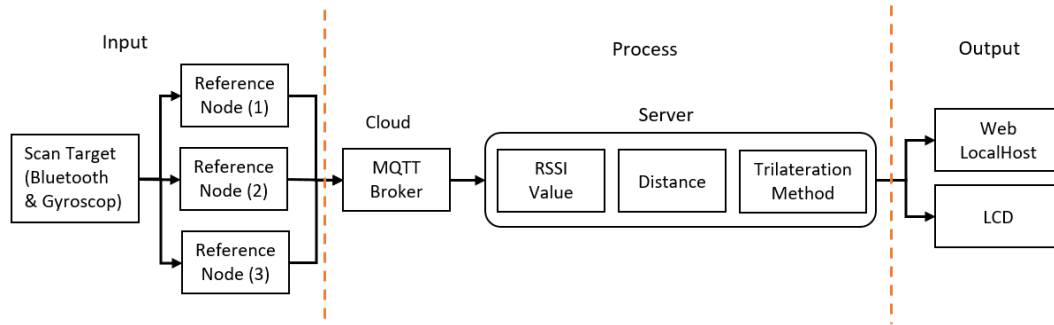 Input
Process
Output
Reference
Node (1)
Cloud
Server
Scan Target
(Bluetooth
& Gyroscop)
Reference
Node (2)
MQTT
Broker
RSSI
Value
Distance
Trilateration
Method
Web
LocalHost
LCD
Reference
Node (3)